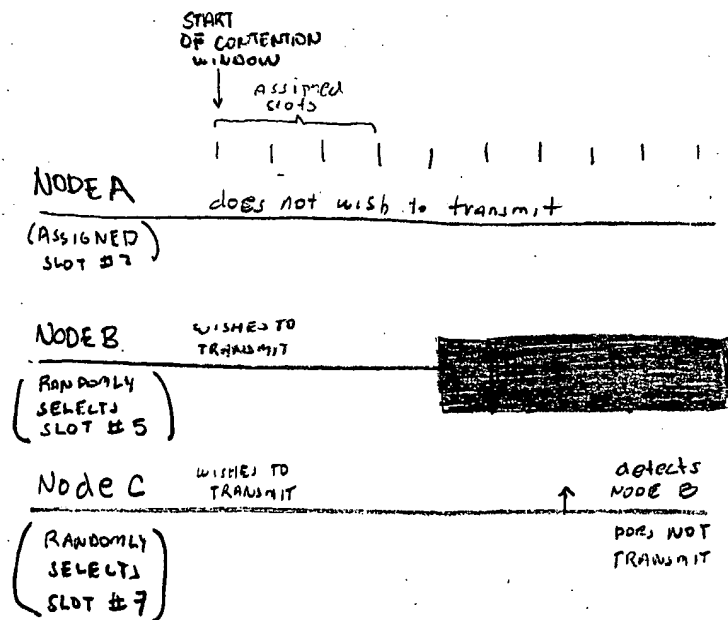 START
OF CONTENTION
WINDOW
Assigned
slots
NODE A
does not wish to transmit
(ASSIGNED)
SLOT #
NODE B
WISHES TO
TRANSMIT
(RANDOMLY
SELECTS
SLOT # 5)
Node C
WISHES TO
TRANSMIT
detects
NODE B
DOES NOT
TRANSMIT
(RANDOMLY
SELECTS
SLOT # 7)